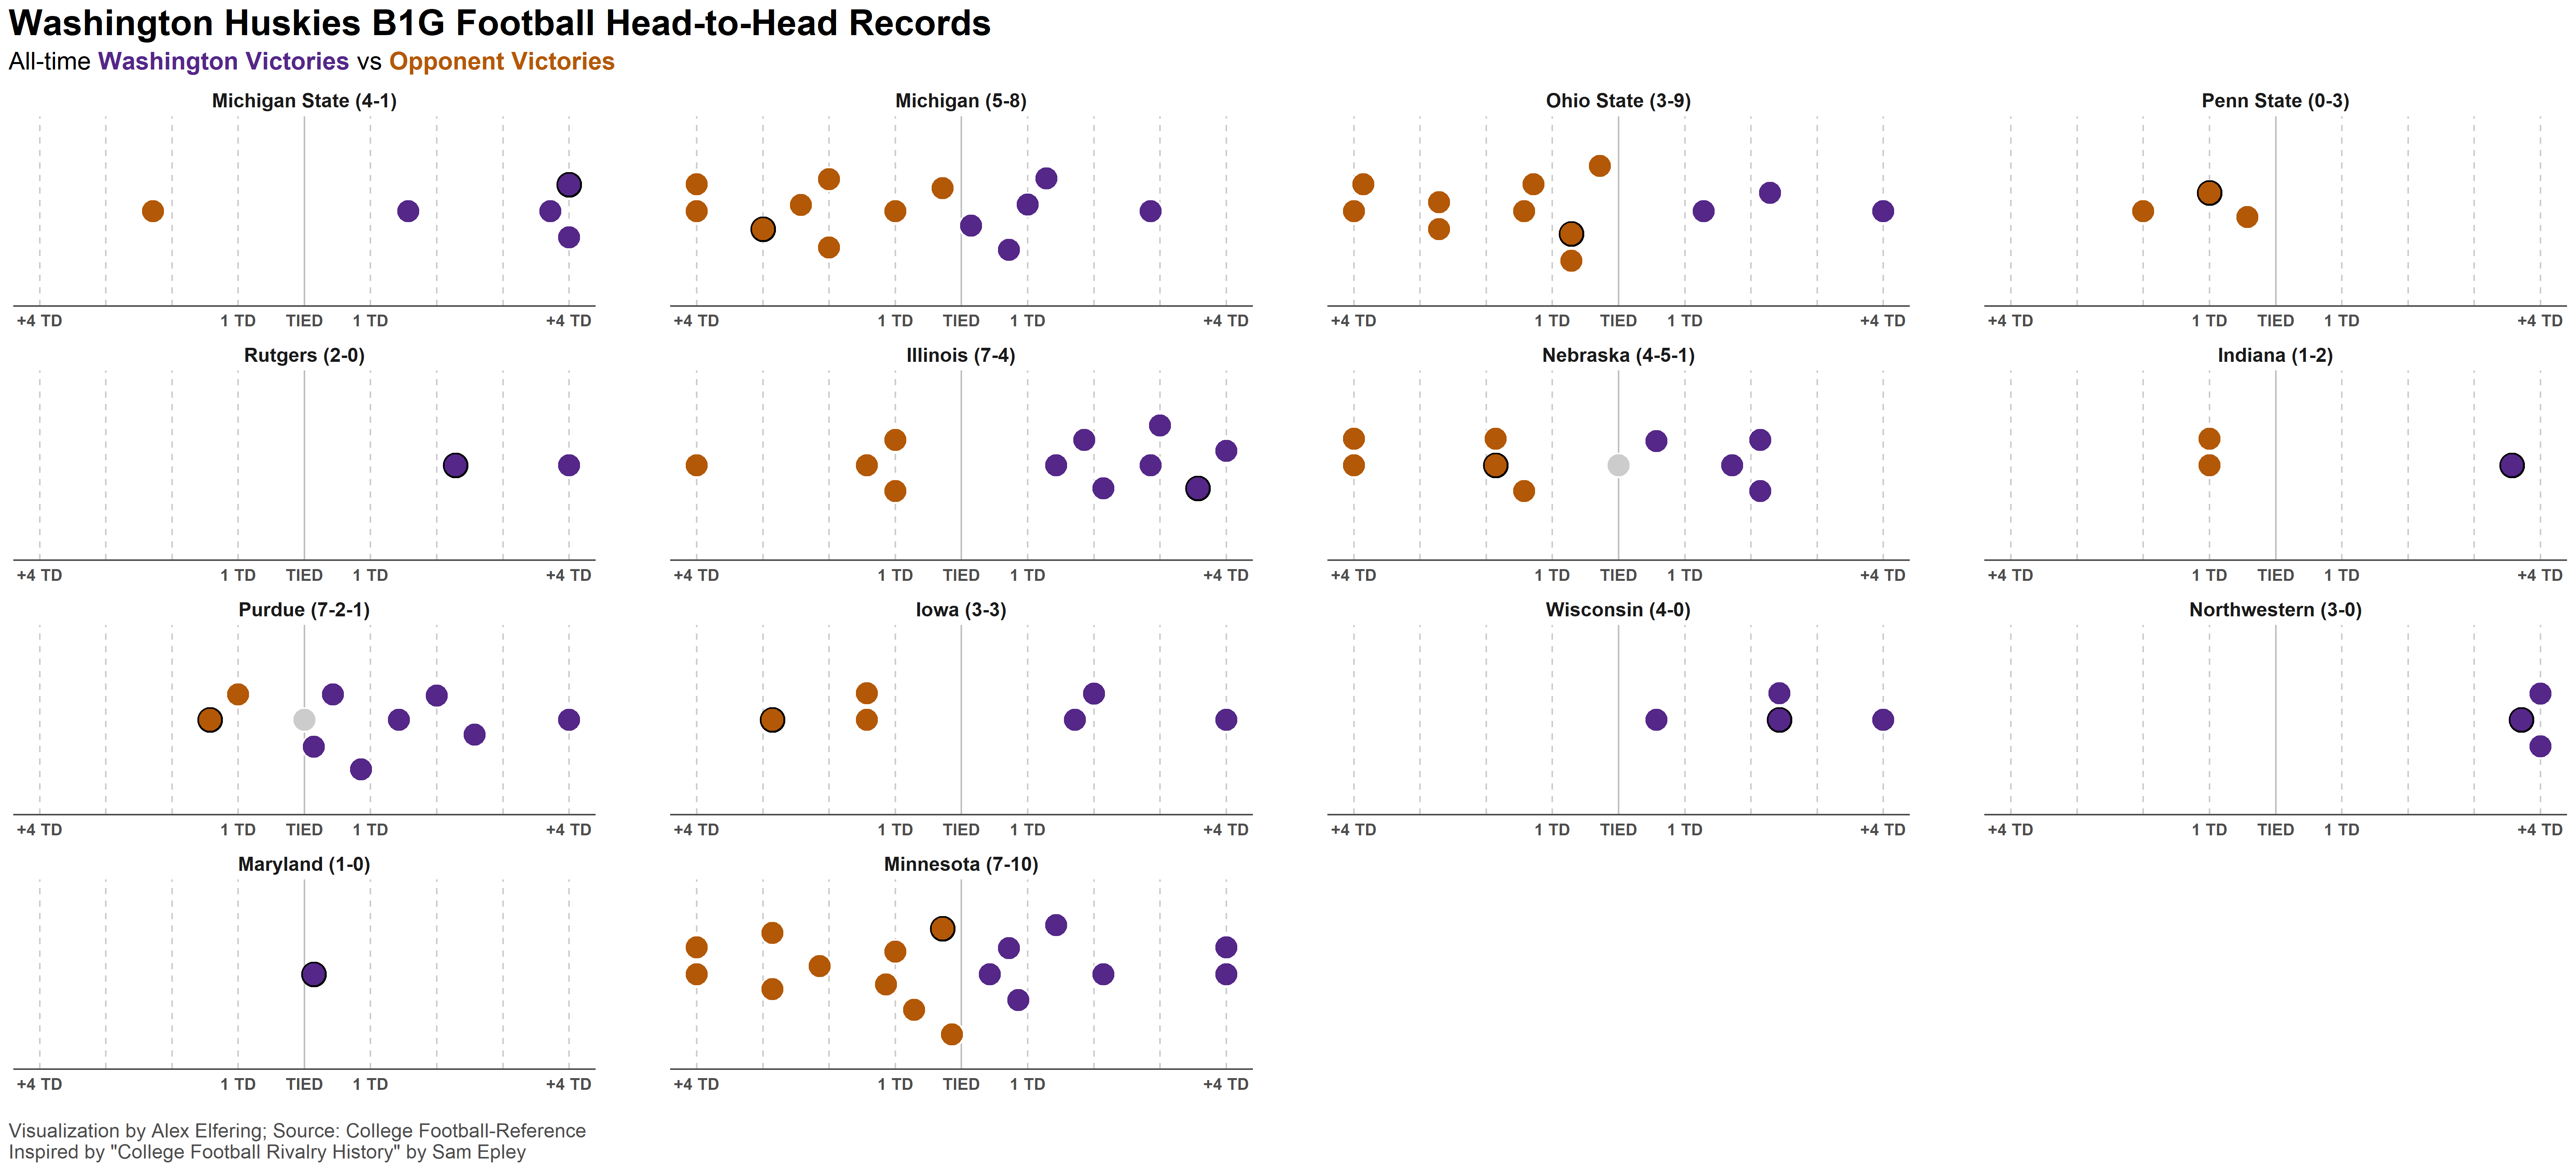 Washington Huskies B1G Football Head-to-Head Records
All-time Washington Victories vs Opponent Victories
Michigan State (4-1)
+4 TD 1 TD TIED 1 TD +4 TD
Michigan (5-8)
+4 TD 1 TD TIED 1 TD +4 TD
Ohio State (3-9)
+4 TD 1 TD TIED 1 TD +4 TD
Penn State (0-3)
+4 TD 1 TD TIED 1 TD +4 TD
Rutgers (2-0)
+4 TD 1 TD TIED 1 TD +4 TD
Illinois (7-4)
+4 TD 1 TD TIED 1 TD +4 TD
Nebraska (4-5-1)
+4 TD 1 TD TIED 1 TD +4 TD
Indiana (1-2)
+4 TD 1 TD TIED 1 TD +4 TD
Purdue (7-2-1)
+4 TD 1 TD TIED 1 TD +4 TD
Iowa (3-3)
+4 TD 1 TD TIED 1 TD +4 TD
Wisconsin (4-0)
+4 TD 1 TD TIED 1 TD +4 TD
Northwestern (3-0)
+4 TD 1 TD TIED 1 TD +4 TD
Maryland (1-0)
+4 TD 1 TD TIED 1 TD +4 TD
Minnesota (7-10)
+4 TD 1 TD TIED 1 TD +4 TD
Visualization by Alex Elfering; Source: College Football-Reference
Inspired by "College Football Rivalry History" by Sam Epley